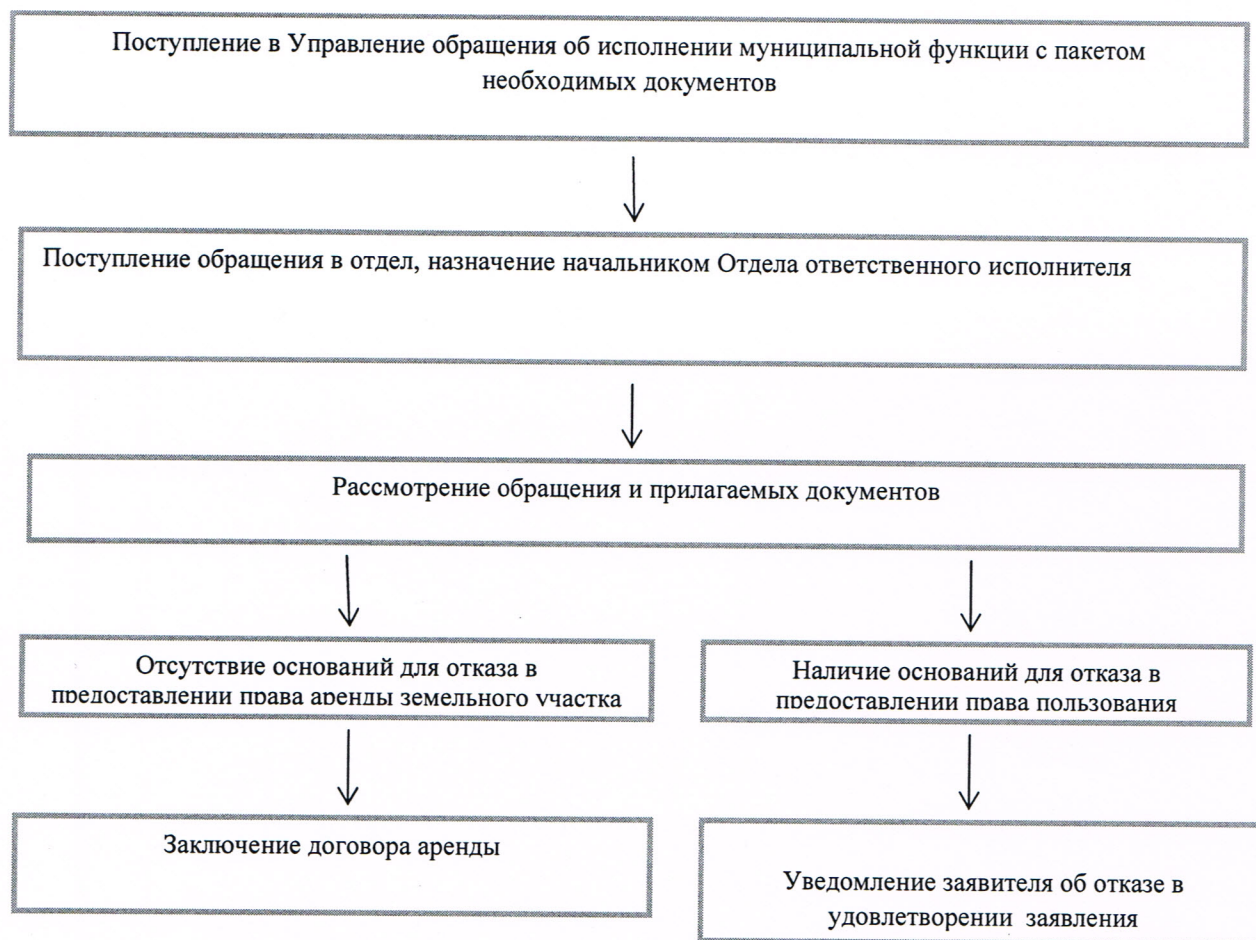 Поступление в Управление обращения об исполнении муниципальной функции с пакетом
необходимых документов
Поступление обращения в отдел, назначение начальником Отдела ответственного исполнителя
Рассмотрение обращения и прилагаемых документов
Отсутствие оснований для отказа в
предоставлении права аренды земельного участка
Наличие оснований для отказа в
предоставлении права пользования
Заключение договора аренды
Уведомление заявителя об отказе в
удовлетворении  заявления